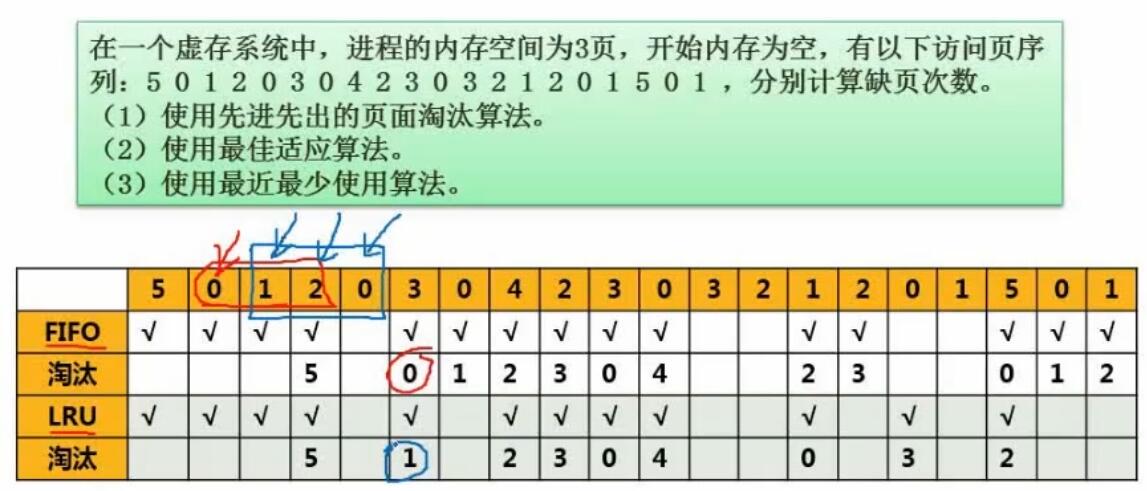 在一个虚存系统中，进程的内存空间为3页，开始内存为空，有以下访问页序
列：5 0 1 2 0 3 0 4 2 3 0 3 2 1 2 0 1 5 0 1 ，分别计算缺页次数。
（1）使用先进先出的页面淘汰算法。
（2）使用最佳适应算法。
（3）使用最近最少使用算法。
5 0 1 2 0 3 0 4 2 3 0 3 2 1 2 0 1 5 0 1
FIFO √ √ √ √ √ √ √ √ √ √ √ √ √ √ √
淘汰 5 0 1 2 3 0 4 2 3 0 1 2
LRU √ √ √ √ √ √ √ √ √ √ √ √
淘汰 5 1 2 3 0 4 0 3 2